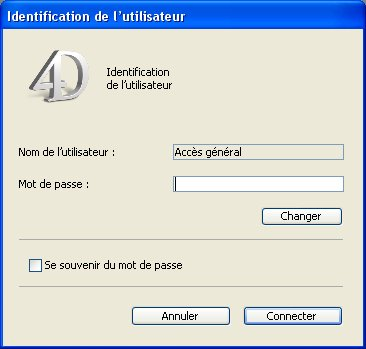 Identification de l'utilisateur
4D
Identification
de l'utilisateur
Nom de l'utilisateur : Accès général
Mot de passe :
Changer
Se souvenir du mot de passe
Annuler Connecter